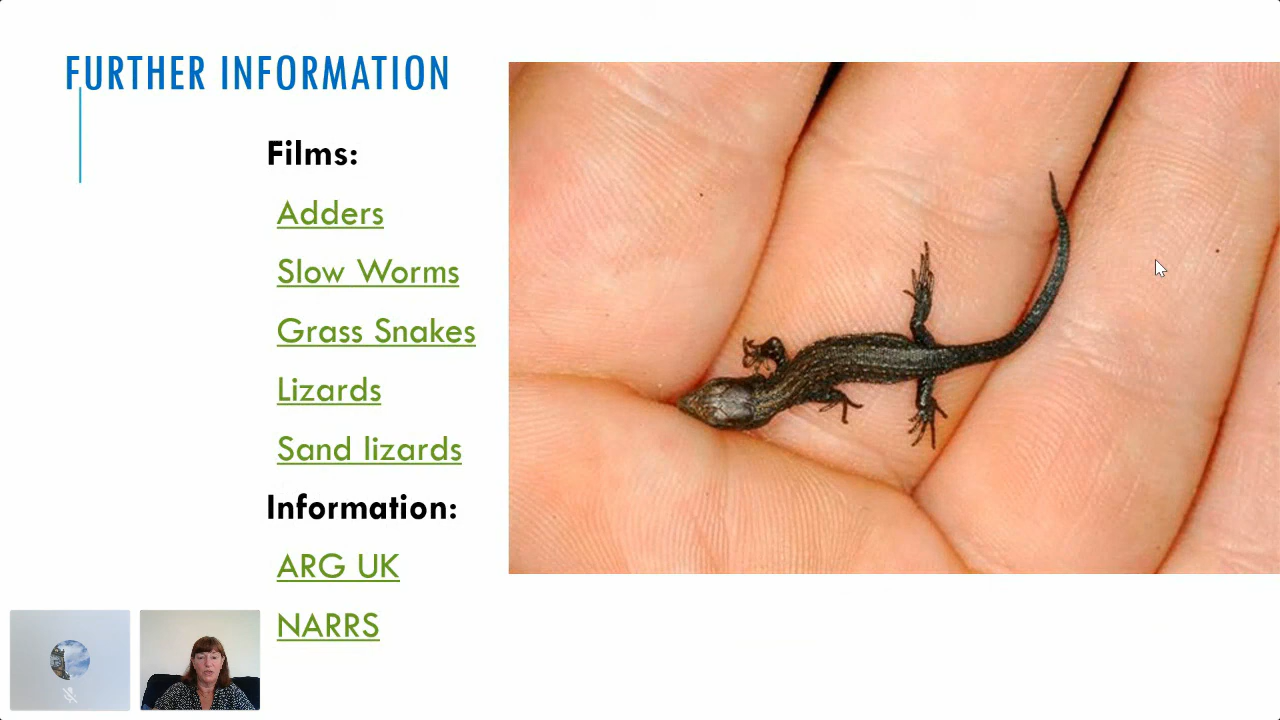 FURTHER INFORMATION
Films:
Adders
Slow Worms
Grass Snakes
Lizards
Sand lizards
Information:
ARG UK
NARRS